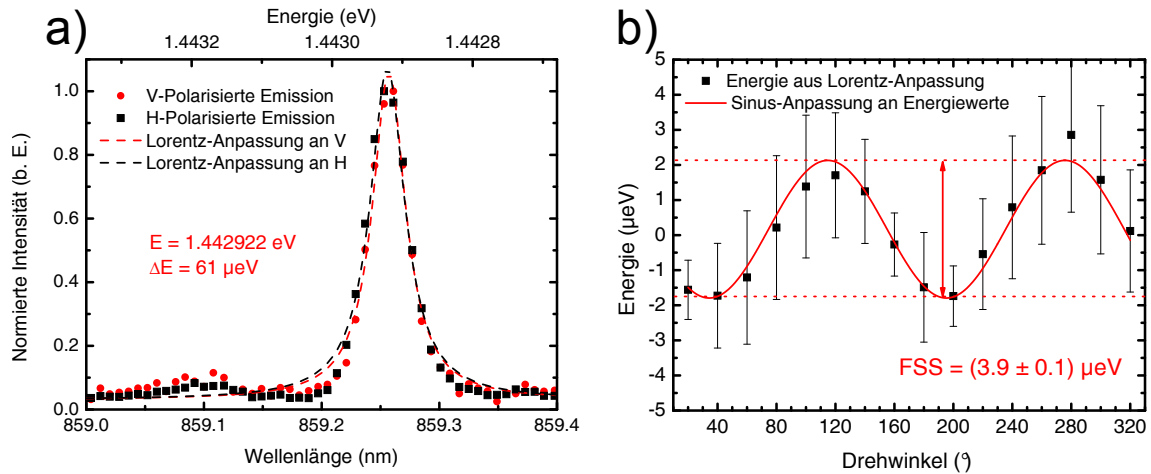 a)
Energie (eV)
1.4432 1.4430 1.4428
V-Polarisierte Emission
H-Polarisierte Emission
Lorentz-Anpassung an V
Lorentz-Anpassung an H
E = 1.442922 eV
ΔE = 61 µeV
Normierte Intensität (b. E.)
1.0
0.8
0.6
0.4
0.2
0.0
859.0 859.1 859.2 859.3 859.4
Wellenlänge (nm)
b)
Energie aus Lorentz-Anpassung
Sinus-Anpassung an Energiewerte
Energie (µeV)
5
4
3
2
1
0
-1
-2
-3
-4
-5
FSS = (3.9 ± 0.1) µeV
40 80 120 160 200 240 280 320
Drehwinkel (°)